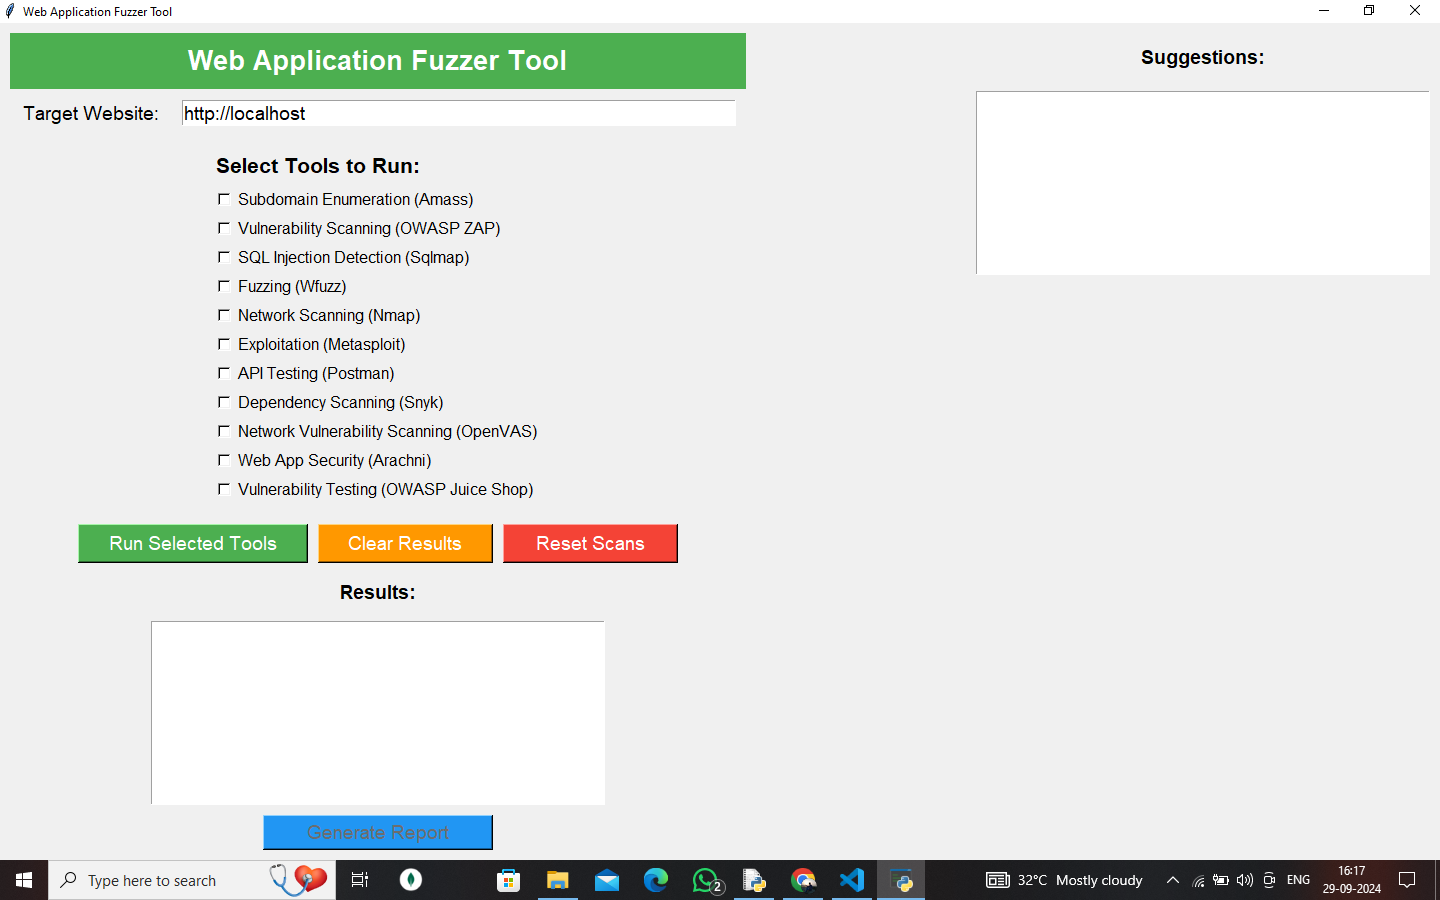 Web Application Fuzzer Tool
Web Application Fuzzer Tool
Target Website:
http://localhost
Select Tools to Run:
Subdomain Enumeration (Amass)
Vulnerability Scanning (OWASP ZAP)
SQL Injection Detection (Sqlmap)
Fuzzing (Wfuzz)
Network Scanning (Nmap)
Exploitation (Metasploit)
API Testing (Postman)
Dependency Scanning (Snyk)
Network Vulnerability Scanning (OpenVAS)
Web App Security (Arachni)
Vulnerability Testing (OWASP Juice Shop)
Run Selected Tools
Clear Results
Reset Scans
Results:
Generate Report
Suggestions:
Type here to search
2
32°C Mostly cloudy
ENG
16:17
29-09-2024